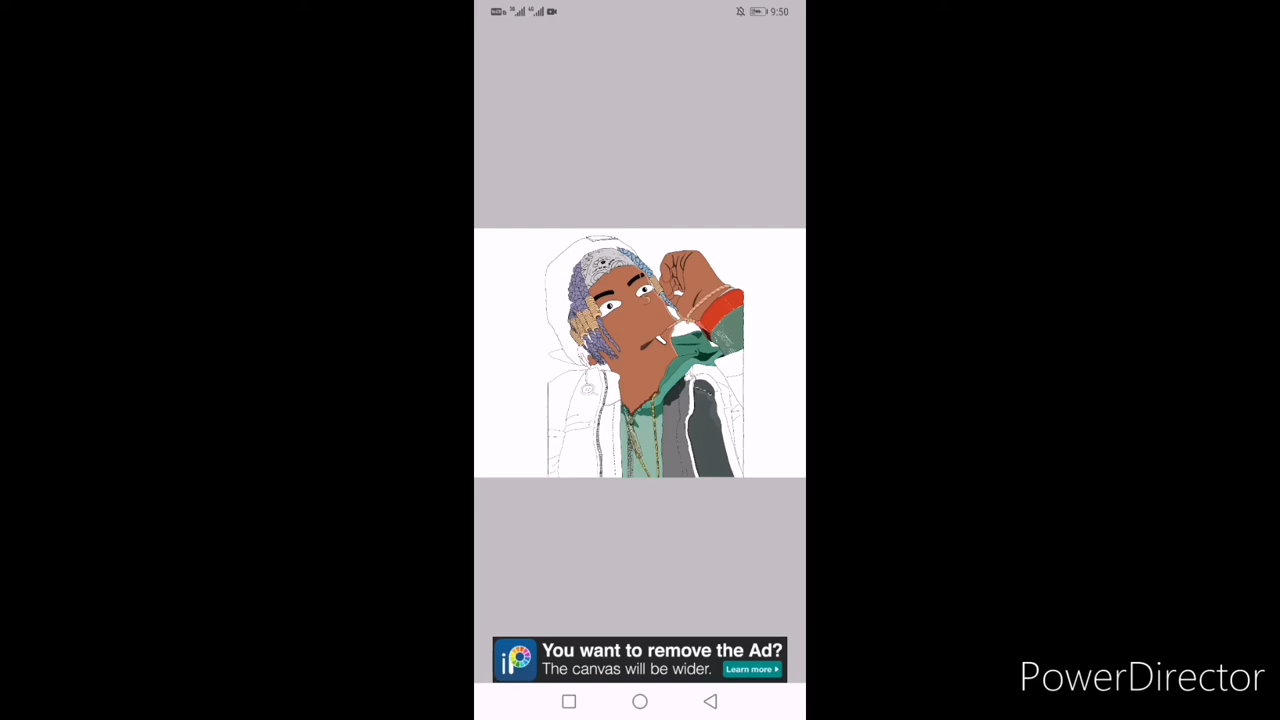 9:50
You want to remove the Ad?
The canvas will be wider.
Learn more
PowerDirector